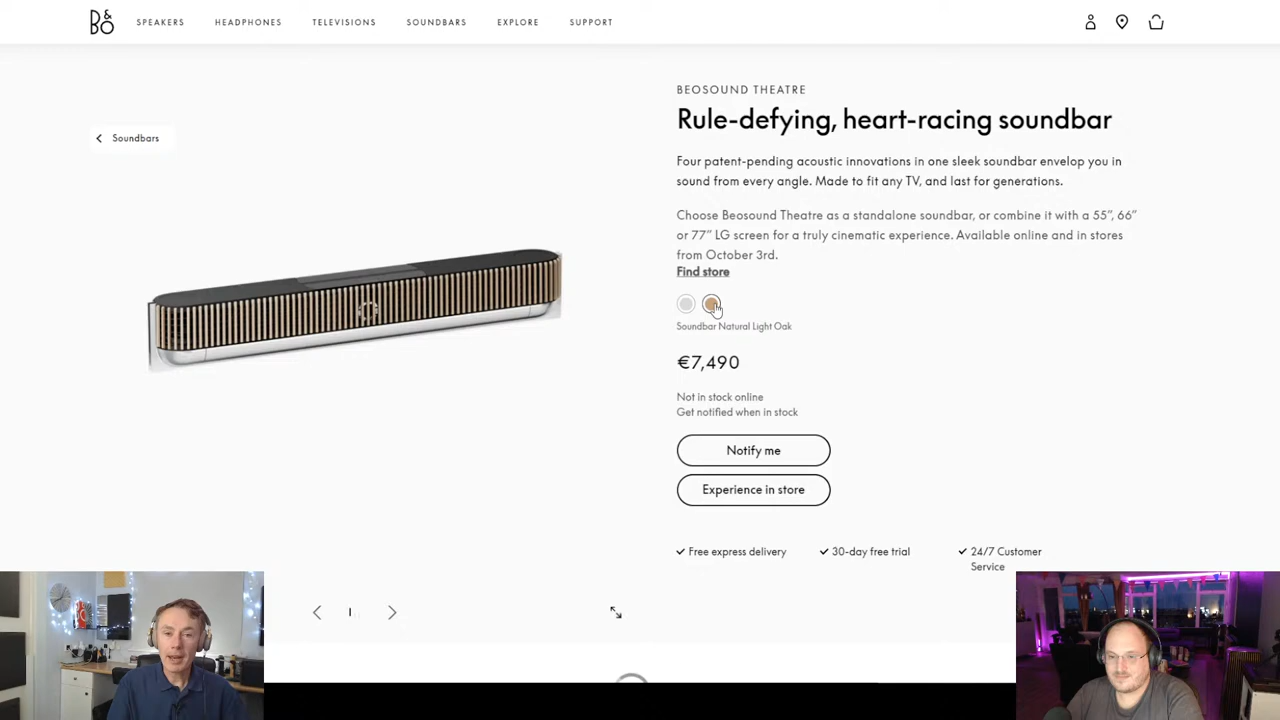 B&O
SPEAKERS
HEADPHONES
TELEVISIONS
SOUNDBARS
EXPLORE
SUPPORT
Soundbars
BEOSOUND THEATRE
Rule-defying, heart-racing soundbar
Four patent-pending acoustic innovations in one sleek soundbar envelop you in
sound from every angle. Made to fit any TV, and last for generations.
Choose Beosound Theatre as a standalone soundbar, or combine it with a 55", 66"
or 77" LG screen for a truly cinematic experience. Available online and in stores
from October 3rd.
Find store
Soundbar Natural Light Oak
€7,490
Not in stock online
Get notified when in stock
Notify me
Experience in store
Free express delivery
30-day free trial
24/7 Customer
Service